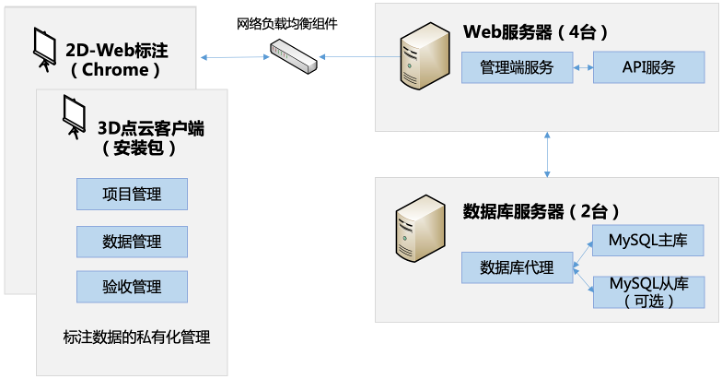 2D-Web标注
（Chrome）
3D点云客户端
（安装包）
项目管理
数据管理
验收管理
标注数据的私有化管理
网络负载均衡组件
Web服务器（4台）
管理端服务
API服务
数据库服务器（2台）
数据库代理
MySQL主库
MySQL从库
（可选）